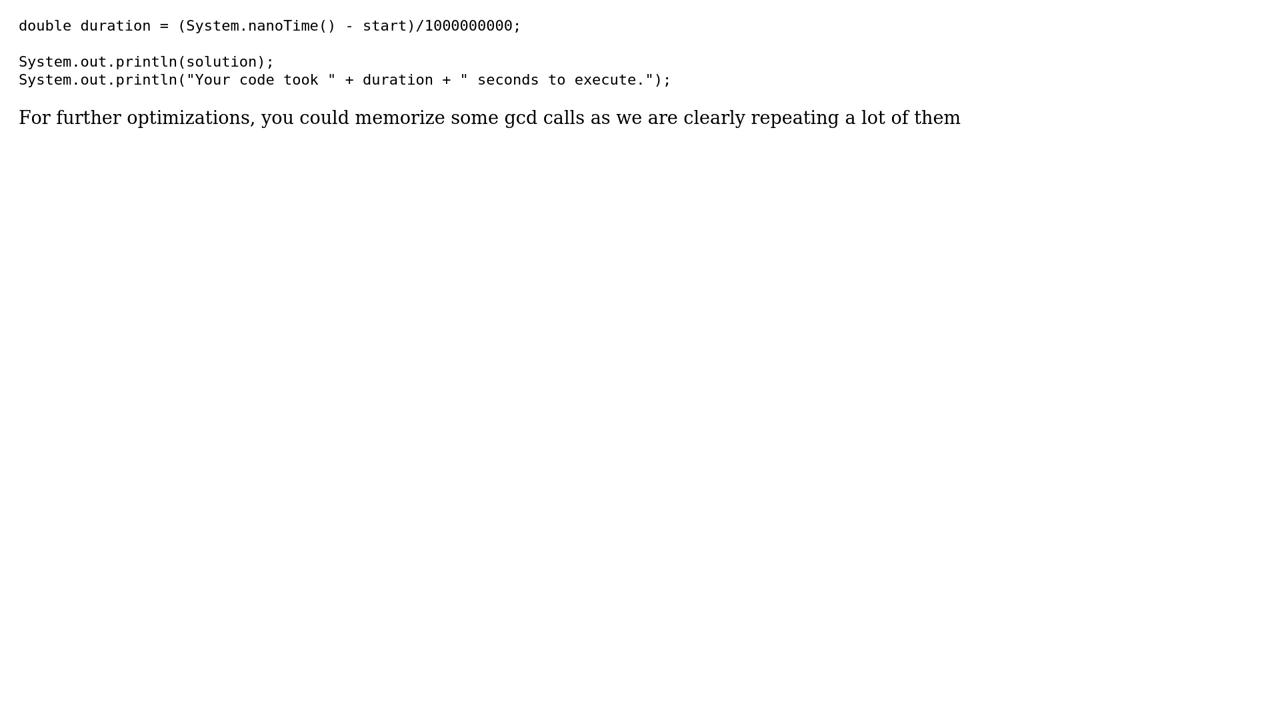 double duration = (System.nanoTime() - start)/1000000000;
System.out.println(solution);
System.out.println("Your code took " + duration + " seconds to execute.");
For further optimizations, you could memorize some gcd calls as we are clearly repeating a lot of them